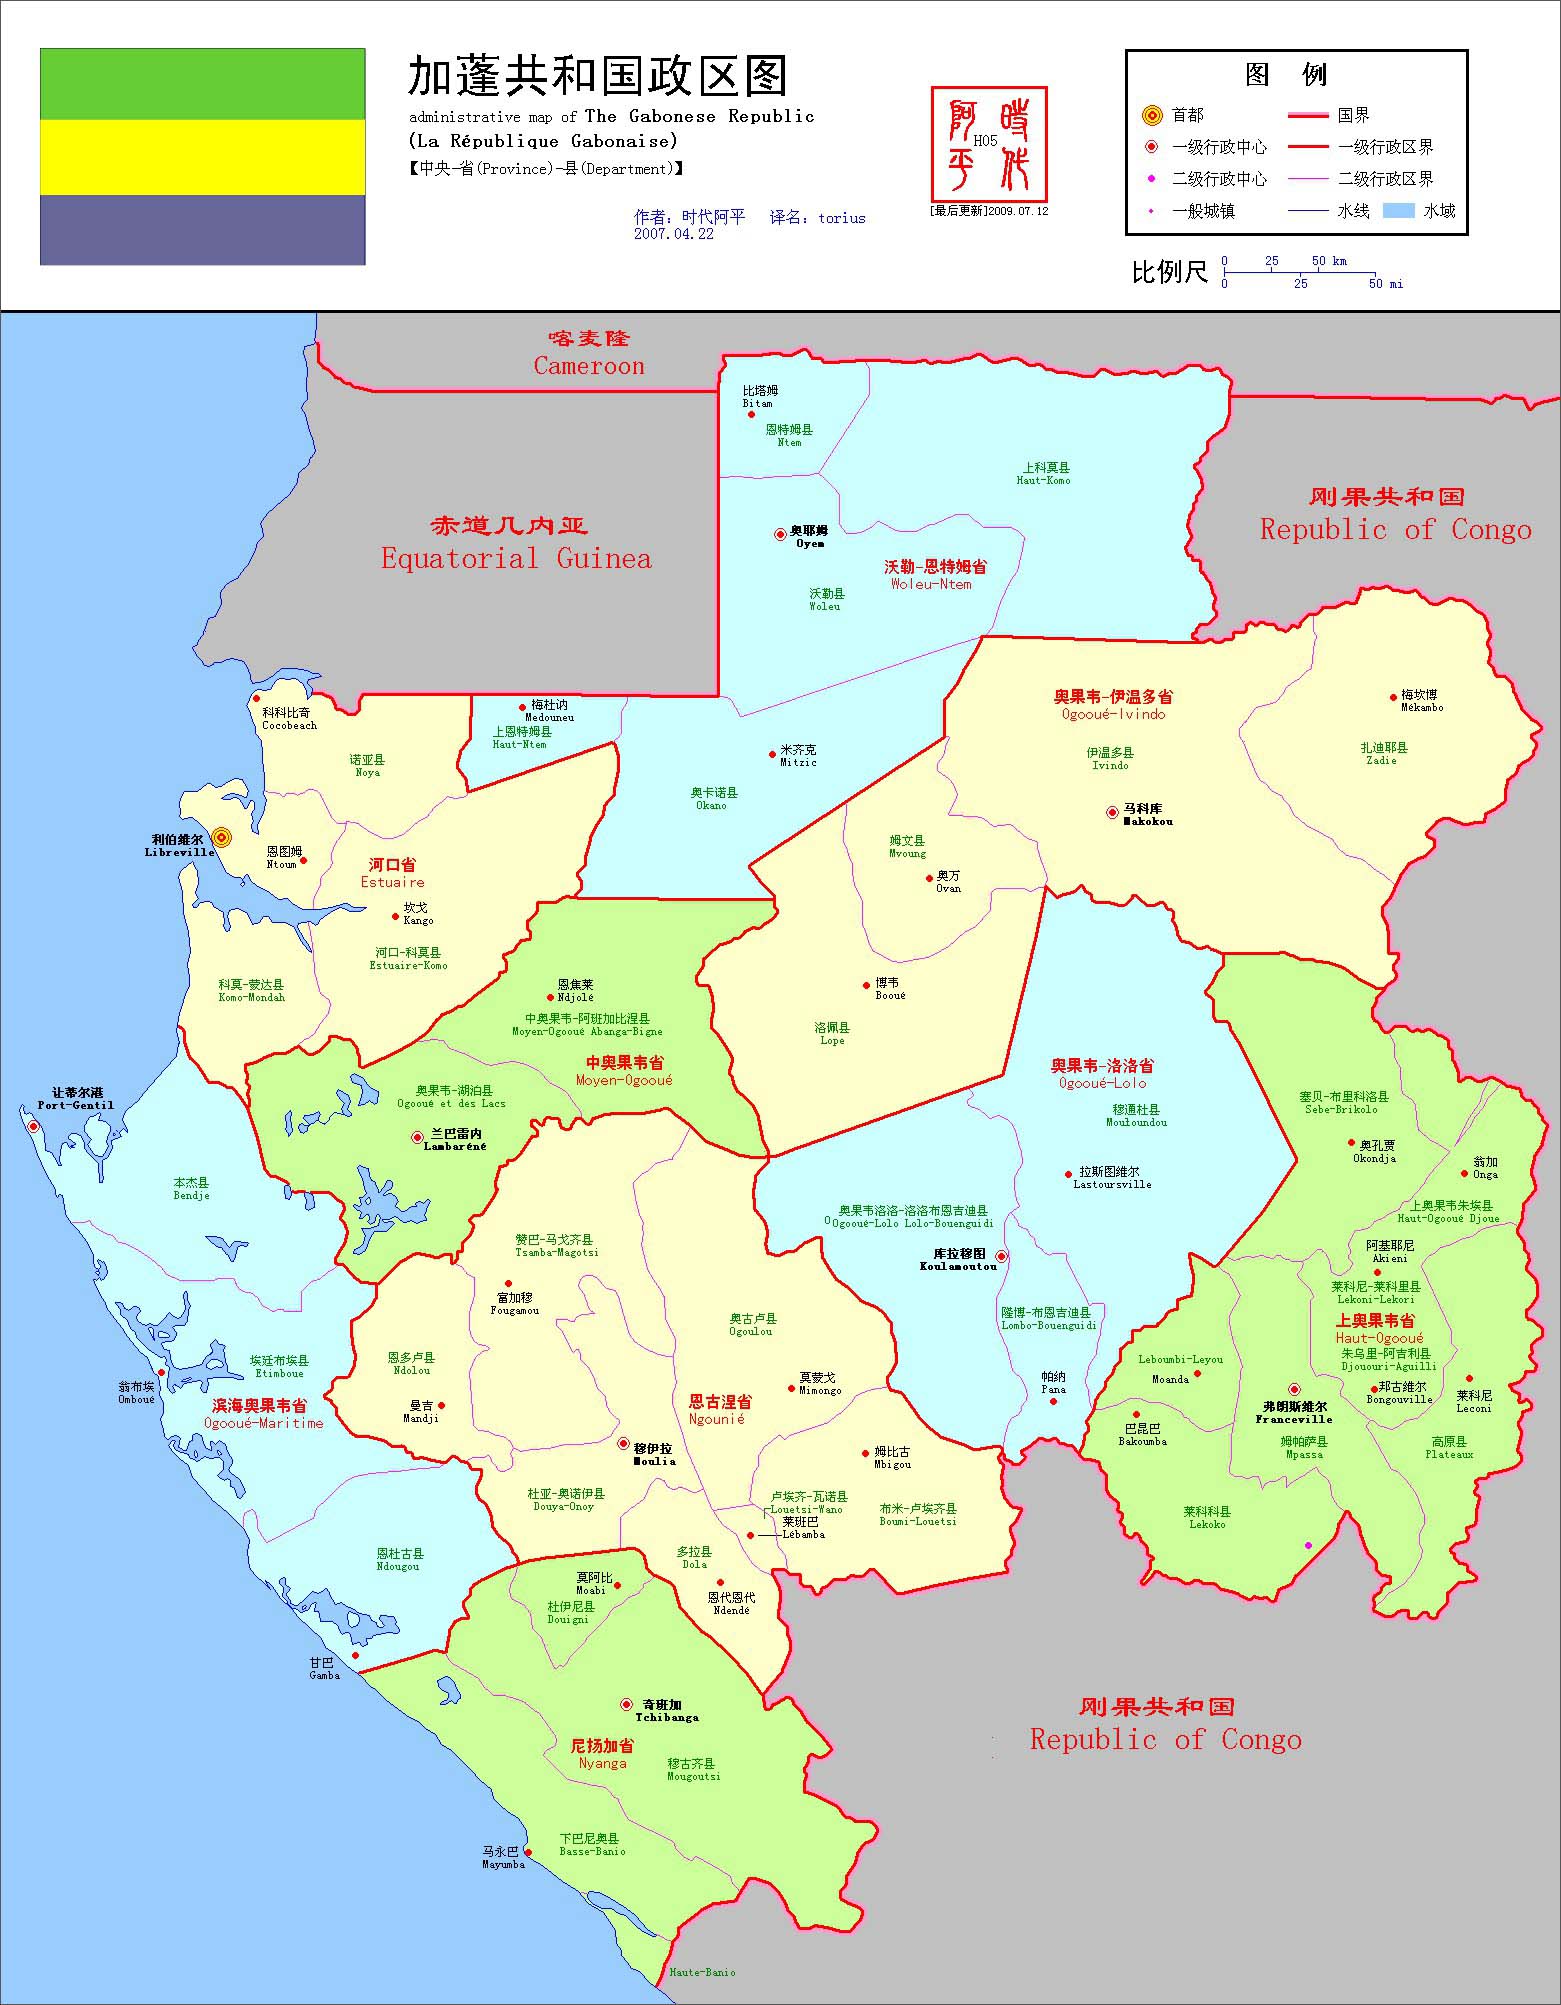 加蓬共和国政区图
administrative map of The Gabonese Republic
(La République Gabonaise)
【中央-省(Province)-县(Department)】
作者: 时代阿平 译名: torius
2007.04.22
时代
阿平
H05
[最后更新]2009.07.12
图 例
首都
国界
一级行政中心
一级行政区界
二级行政中心
二级行政区界
一般城镇
水线
水域
比例尺
0 25 50 km
0 25 50 mi
喀麦隆
Cameroon
赤道几内亚
Equatorial Guinea
刚果共和国
Republic of Congo
比塔姆
Bitam
恩特姆县
Ntem
上科莫县
Haut-Komo
奥耶姆
Oyem
沃勒-恩特姆省
Woleu-Ntem
沃勒县
Woleu
梅杜讷
Medouneu
上恩特姆县
Haut-Ntem
米齐克
Mitzic
奥卡诺县
Okano
科科比奇
Cocobeach
诺亚县
Noya
利伯维尔
Libreville
恩图姆
Ntoum
河口省
Estuaire
坎戈
Kango
河口-科莫县
Estuaire-Komo
科莫-蒙达县
Komo-Mondah
奥果韦-伊温多省
Ogooué-Ivindo
伊温多县
Ivindo
马科库
Makokou
梅坎博
Mékambo
扎迪耶县
Zadie
姆文县
Mvoung
奥万
Ovan
博韦
Booué
洛佩县
Lope
恩焦莱
Ndjolé
中奥果韦-阿班加比涅县
Moyen-Ogooué Abanga-Bigne
中奥果韦省
Moyen-Ogooué
奥果韦-湖泊县
Ogooué et des Lacs
兰巴雷内
Lambaréné
让蒂尔港
Port-Gentil
本杰县
Bendje
奥果韦-洛洛省
Ogooué-Lolo
穆通杜县
Mouloundou
拉斯图维尔
Lastoursville
奥果韦洛洛-洛洛布恩吉迪县
Ogooué-Lolo Lolo-Bouenguidi
库拉穆图
Koulamoutou
隆博-布恩吉迪县
Lombo-Bouenguidi
帕纳
Pana
塞贝-布里科洛县
Sebe-Brikolo
奥孔贾
Okondja
翁加
Onga
上奥果韦朱埃县
Haut-Ogooué Djoue
阿基耶尼
Akieni
莱科尼-莱科里县
Lekoni-Lekori
上奥果韦省
Haut-Ogooué
朱乌里-阿吉利县
Djououri-Aguilli
Leboumbi-Leyou
Moanda
弗朗斯维尔
Franceville
邦古维尔
Bongouville
莱科尼
Leconi
巴昆巴
Bakoumba
姆帕萨县
Mpassa
高原县
Plateaux
莱科科县
Lekoko
赞巴-马戈齐县
Tsamba-Magotsi
富加穆
Fougamou
奥古卢县
Ogoulou
恩多卢县
Ndolou
曼吉
Mandji
莫蒙戈
Mimongo
恩古涅省
Ngounié
穆伊拉
Moulia
姆比古
Mbigou
杜亚-奥诺伊县
Douya-Onoy
卢埃齐-瓦诺县
Louetsi-Wano
莱班巴
Lébamba
布米-卢埃齐县
Boumi-Louetsi
多拉县
Dola
恩代恩代
Ndendé
埃廷布埃县
Etimboue
翁布埃
Omboué
滨海奥果韦省
Ogooué-Maritime
恩杜古县
Ndougou
甘巴
Gamba
莫阿比
Moabi
杜伊尼县
Douigni
奇班加
Tchibanga
尼扬加省
Nyanga
穆古齐县
Mougoutsi
马永巴
Mayumba
下巴尼奥县
Basse-Banio
Haute-Banio
刚果共和国
Republic of Congo